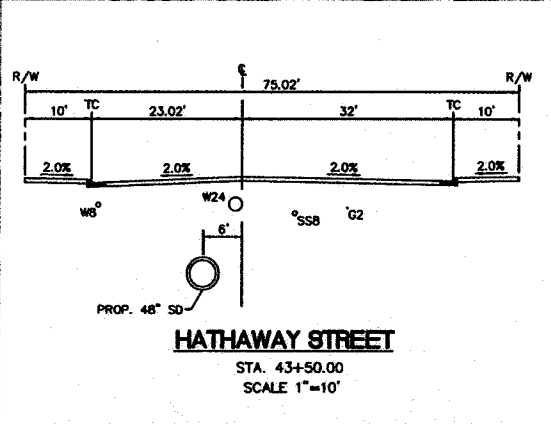 ℄
R/W
R/W
75.02'
10'
TC
23.02'
32'
TC
10'
2.0%
2.0%
2.0%
2.0%
W8
W24
SS8
G2
6'
PROP. 48" SD
HATHAWAY STREET
STA. 43+50.00
SCALE 1"=10'